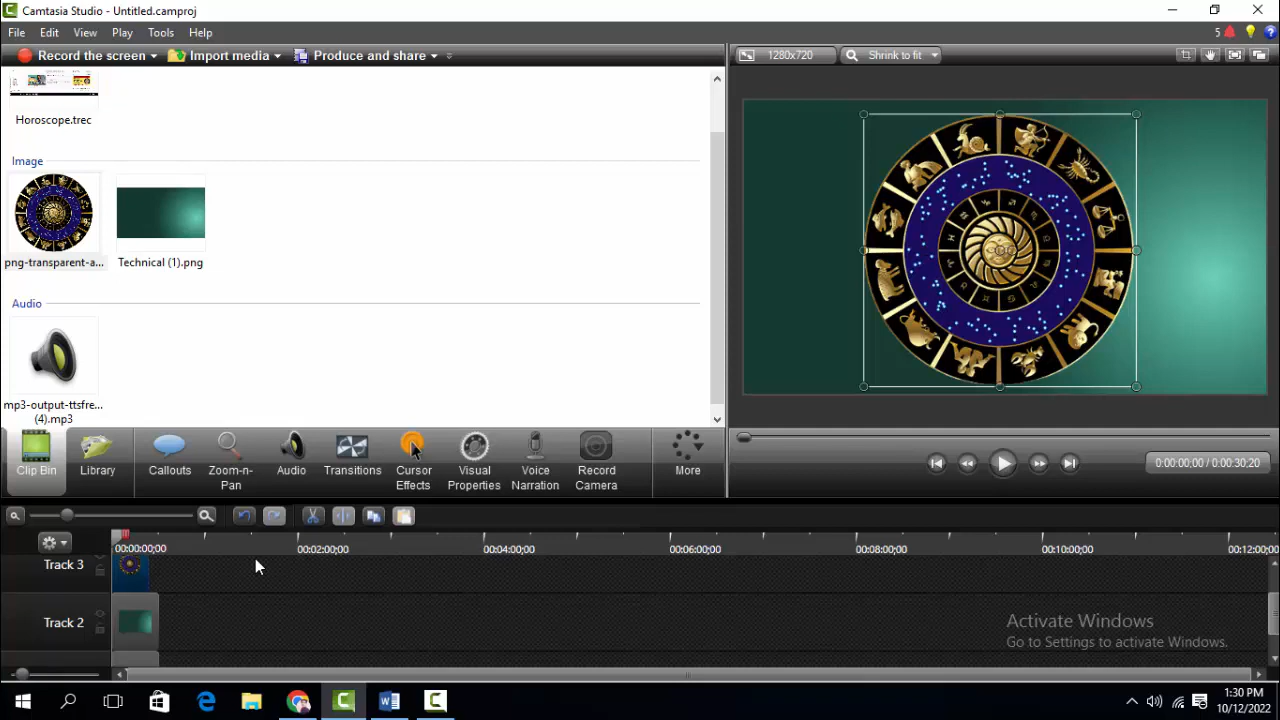 Camtasia Studio - Untitled.camproj
File Edit View Play Tools Help
5
Record the screen Import media Produce and share
1280x720 Shrink to fit
Horoscope.trec
Image
png-transparent-a... Technical (1).png
Audio
mp3-output-ttsfre...
(4).mp3
Clip Bin Library Callouts Zoom-n-
Pan Audio Transitions Cursor
Effects Visual
Properties Voice
Narration Record
Camera More
0:00:00;00 / 0:00:30;20
00:00:00;00 00:02:00;00 00:04:00;00 00:06:00;00 00:08:00;00 00:10:00;00 00:12:00;00
Track 3
Track 2
Activate Windows
Go to Settings to activate Windows.
1:30 PM
10/12/2022